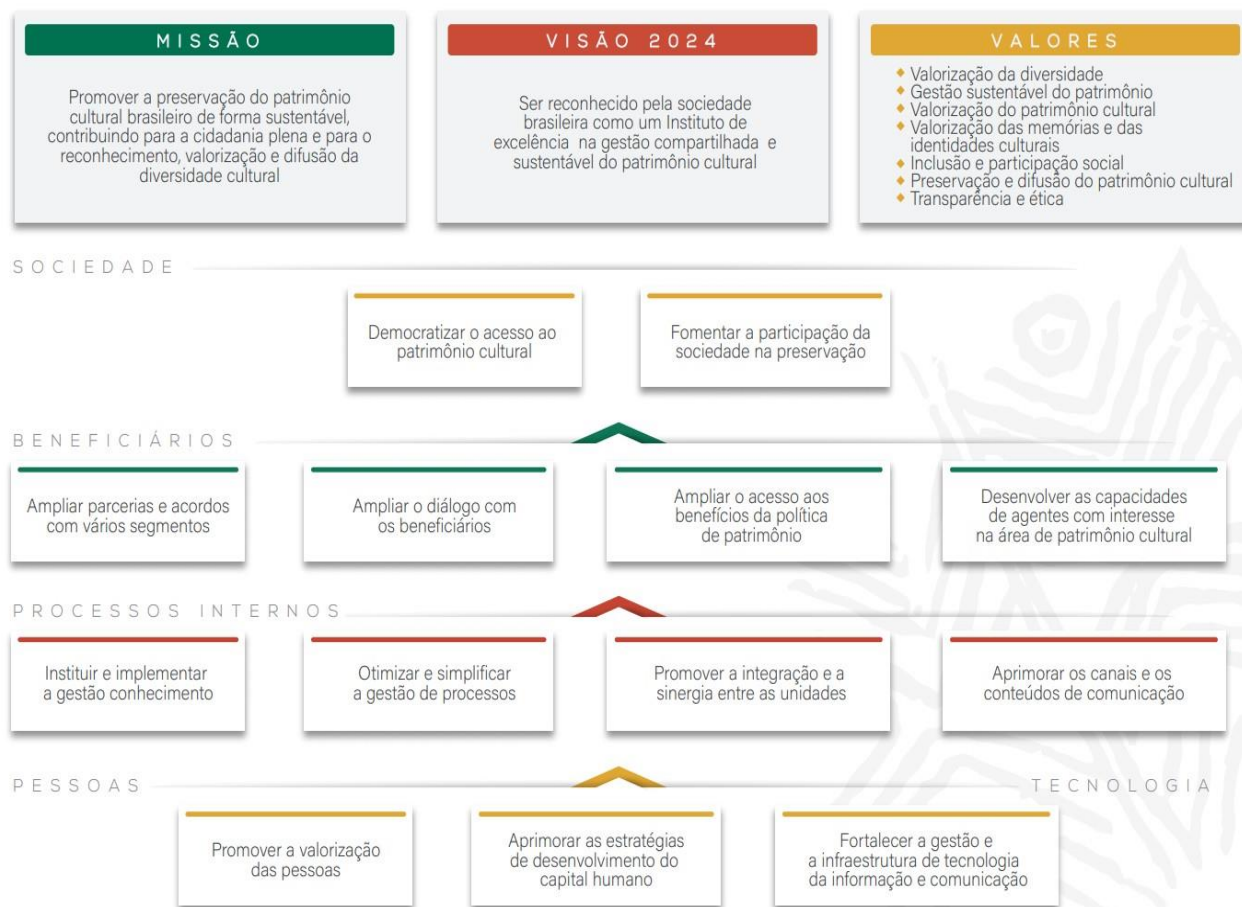 MISSÃO
Promover a preservação do patrimônio
cultural brasileiro de forma sustentável,
contribuindo para a cidadania plena e para o
reconhecimento, valorização e difusão da
diversidade cultural
VISÃO 2024
Ser reconhecido pela sociedade
brasileira como um Instituto de
excelência na gestão compartilhada e
sustentável do patrimônio cultural
VALORES
Valorização da diversidade
Gestão sustentável do patrimônio
Valorização do patrimônio cultural
Valorização das memórias e das
identidades culturais
Inclusão e participação social
Preservação e difusão do patrimônio cultural
Transparência e ética
SOCIEDADE
Democratizar o acesso ao
patrimônio cultural
Fomentar a participação da
sociedade na preservação
BENEFICIÁRIOS
Ampliar parcerias e acordos
com vários segmentos
Ampliar o diálogo com
os beneficiários
Ampliar o acesso aos
benefícios da política
de patrimônio
Desenvolver as capacidades
de agentes com interesse
na área de patrimônio cultural
PROCESSOS INTERNOS
Instituir e implementar
a gestão conhecimento
Otimizar e simplificar
a gestão de processos
Promover a integração e a
sinergia entre as unidades
Aprimorar os canais e os
conteúdos de comunicação
PESSOAS
TECNOLOGIA
Promover a valorização
das pessoas
Aprimorar as estratégias
de desenvolvimento do
capital humano
Fortalecer a gestão e
a infraestrutura de tecnologia
da informação e comunicação